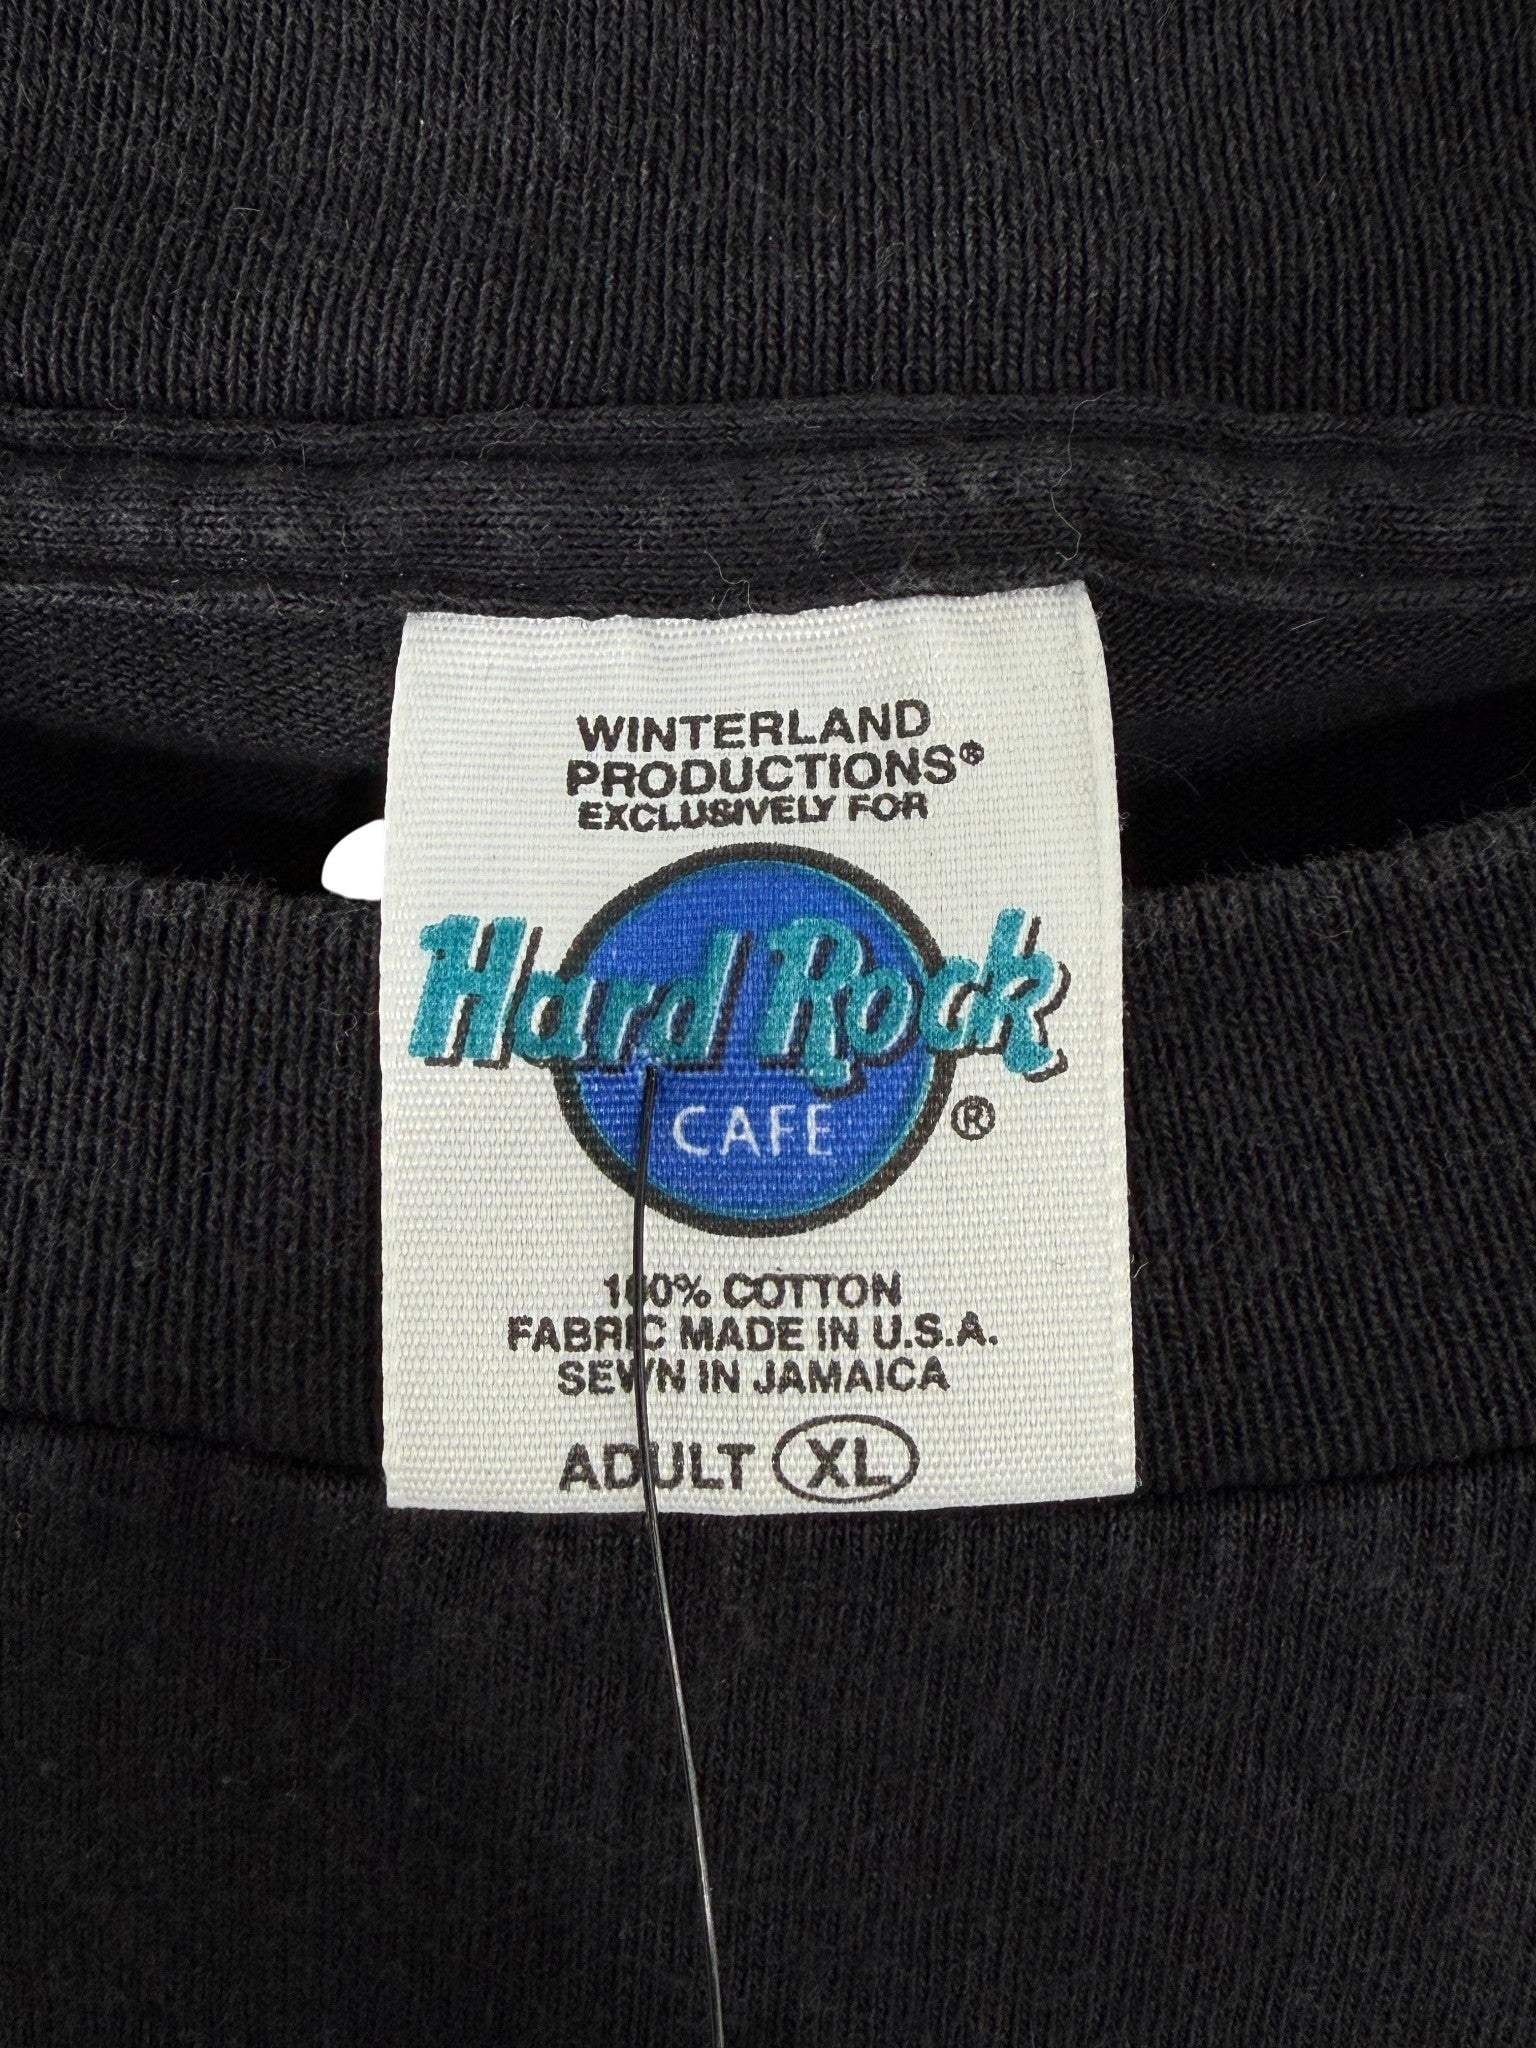 WINTERLAND
PRODUCTIONS®
EXCLUSIVELY FOR
Hard Rock
CAFE
®
100% COTTON
FABRIC MADE IN U.S.A.
SEWN IN JAMAICA
ADULT XL